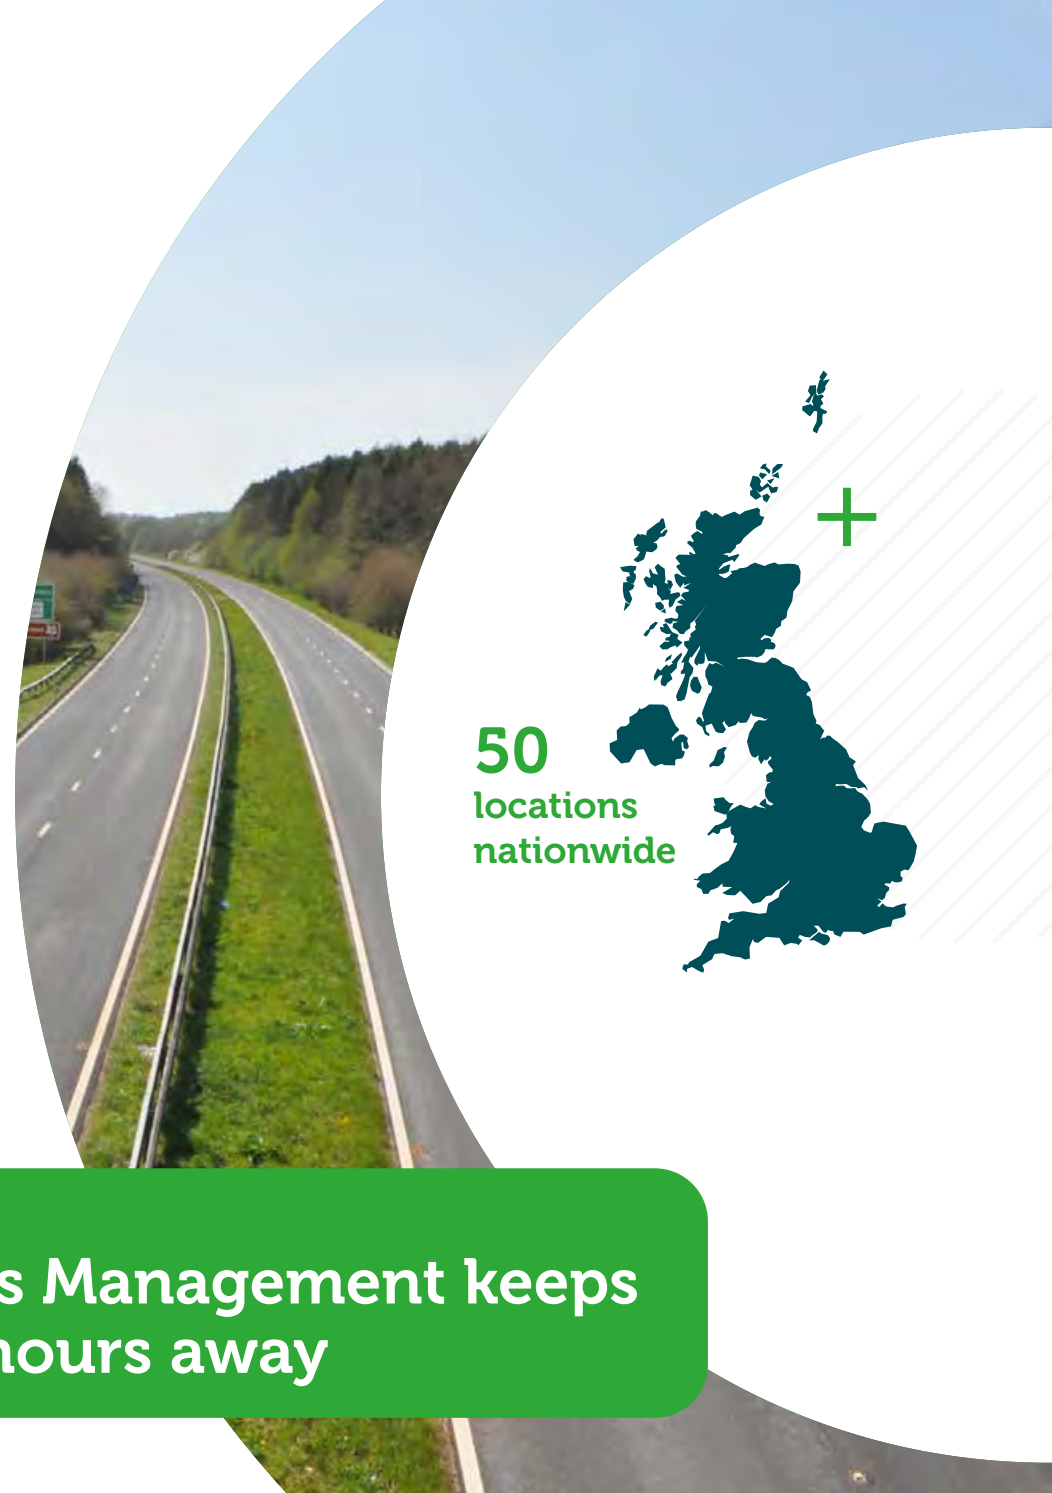 +
50
locations
nationwide
s Management keeps
hours away